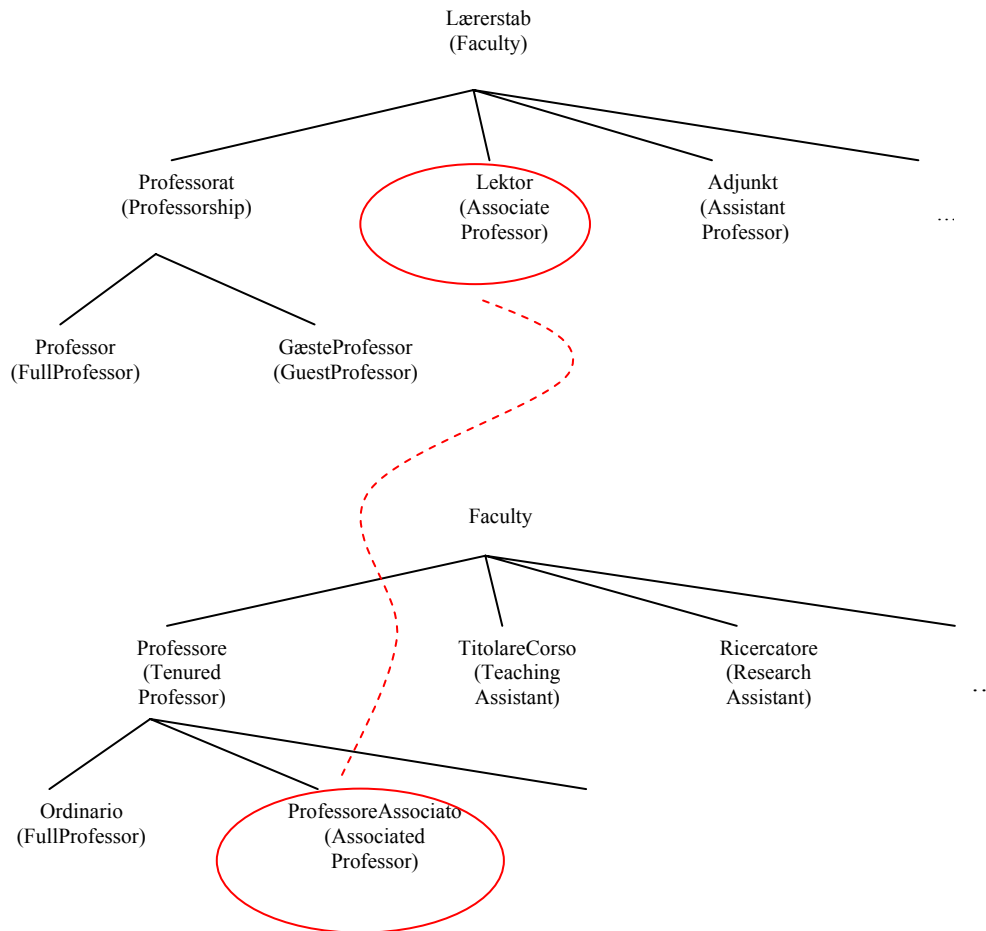 Lærerstab
(Faculty)
Professorat
(Professorship)
Lektor
(Associate
Professor)
Adjunkt
(Assistant
Professor)
...
Professor
(FullProfessor)
GæsteProfessor
(GuestProfessor)
Faculty
Professore
(Tenured
Professor)
TitolareCorso
(Teaching
Assistant)
Ricercatore
(Research
Assistant)
..
Ordinario
(FullProfessor)
ProfessoreAssociato
(Associated
Professor)